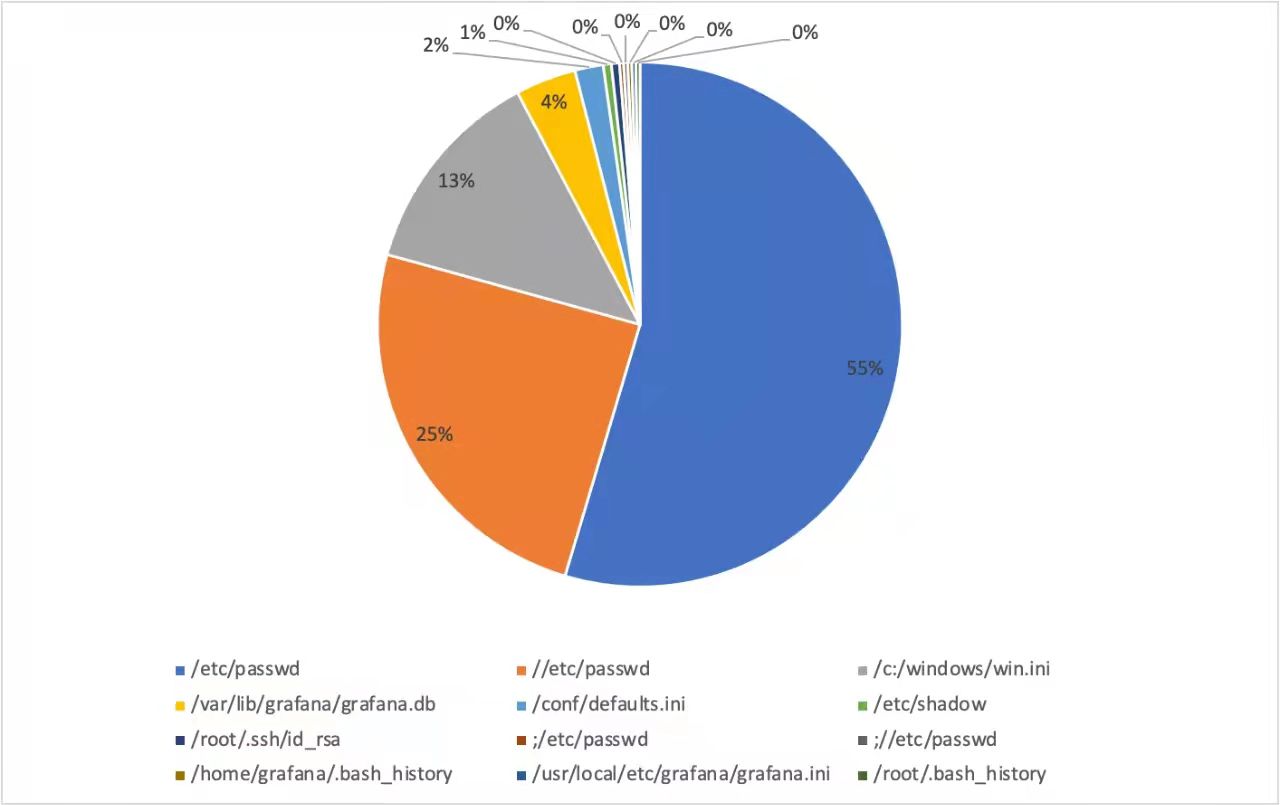 0% 0% 0% 0% 0% 0%
1%
2%
4%
13%
55%
25%
/etc/passwd //etc/passwd /c:/windows/win.ini
/var/lib/grafana/grafana.db /conf/defaults.ini /etc/shadow
/root/.ssh/id_rsa ;/etc/passwd ;//etc/passwd
/home/grafana/.bash_history /usr/local/etc/grafana/grafana.ini /root/.bash_history